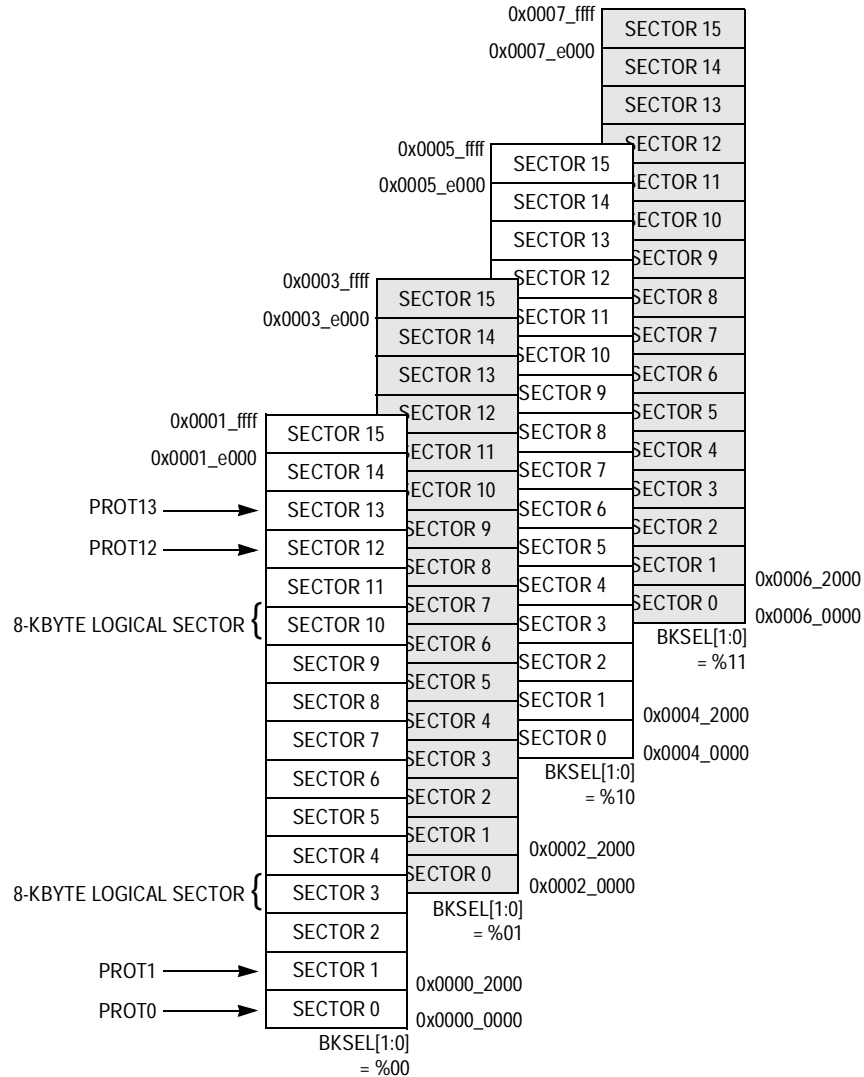 0x0007_ffff
SECTOR 15
0x0007_e000
SECTOR 14
SECTOR 13
SECTOR 12
SECTOR 11
SECTOR 10
SECTOR 9
SECTOR 8
SECTOR 7
SECTOR 6
SECTOR 5
SECTOR 4
SECTOR 3
SECTOR 2
SECTOR 1
0x0006_2000
SECTOR 0
0x0006_0000
BKSEL[1:0]
= %11
0x0005_ffff
SECTOR 15
0x0005_e000
SECTOR 14
SECTOR 13
SECTOR 12
SECTOR 11
SECTOR 10
SECTOR 9
SECTOR 8
SECTOR 7
SECTOR 6
SECTOR 5
SECTOR 4
SECTOR 3
SECTOR 2
SECTOR 1
0x0004_2000
SECTOR 0
0x0004_0000
BKSEL[1:0]
= %10
0x0003_ffff
SECTOR 15
0x0003_e000
SECTOR 14
SECTOR 13
SECTOR 12
SECTOR 11
SECTOR 10
SECTOR 9
SECTOR 8
SECTOR 7
SECTOR 6
SECTOR 5
SECTOR 4
SECTOR 3
SECTOR 2
SECTOR 1
0x0002_2000
SECTOR 0
0x0002_0000
BKSEL[1:0]
= %01
0x0001_ffff
SECTOR 15
0x0001_e000
SECTOR 14
PROT13
SECTOR 13
PROT12
SECTOR 12
SECTOR 11
8-KBYTE LOGICAL SECTOR {
SECTOR 10
SECTOR 9
SECTOR 8
SECTOR 7
SECTOR 6
SECTOR 5
SECTOR 4
8-KBYTE LOGICAL SECTOR {
SECTOR 3
SECTOR 2
PROT1
SECTOR 1
0x0000_2000
PROT0
SECTOR 0
0x0000_0000
BKSEL[1:0]
= %00